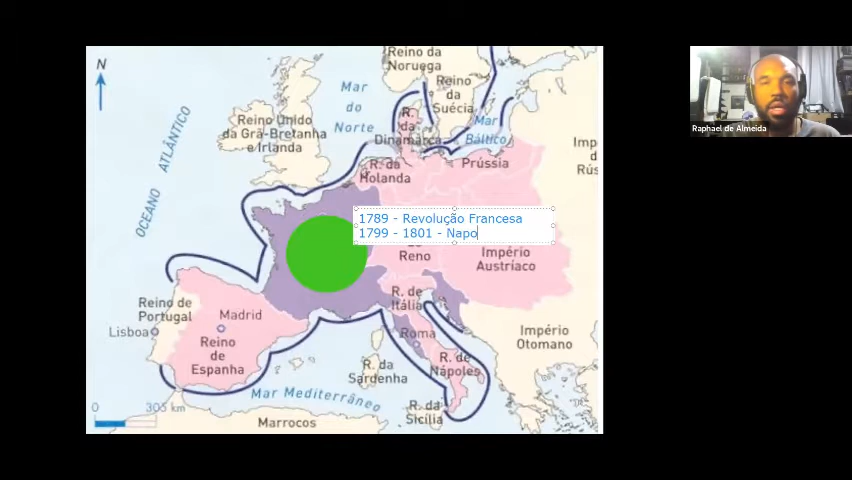 N
Mar
do
Norte
Reino da
Noruega
Reino
da
Suécia
Mar
Báltico
R.
da
Dinamarca
Reino Unido
da Grã-Bretanha
e Irlanda
OCEANO ATLÂNTICO
R. da
Holanda
Prússia
1789 - Revolução Francesa
1799 - 1801 - Napo
Reno
Império
Austríaco
R. de
Itália
Reino de
Portugal
Madrid
Lisboa
Reino
de
Espanha
Roma
R. de
Nápoles
Império
Otomano
R. da
Sardenha
Mar Mediterrâneo
R. da
Sicília
Marrocos
0
305 km
Raphael de Almeida